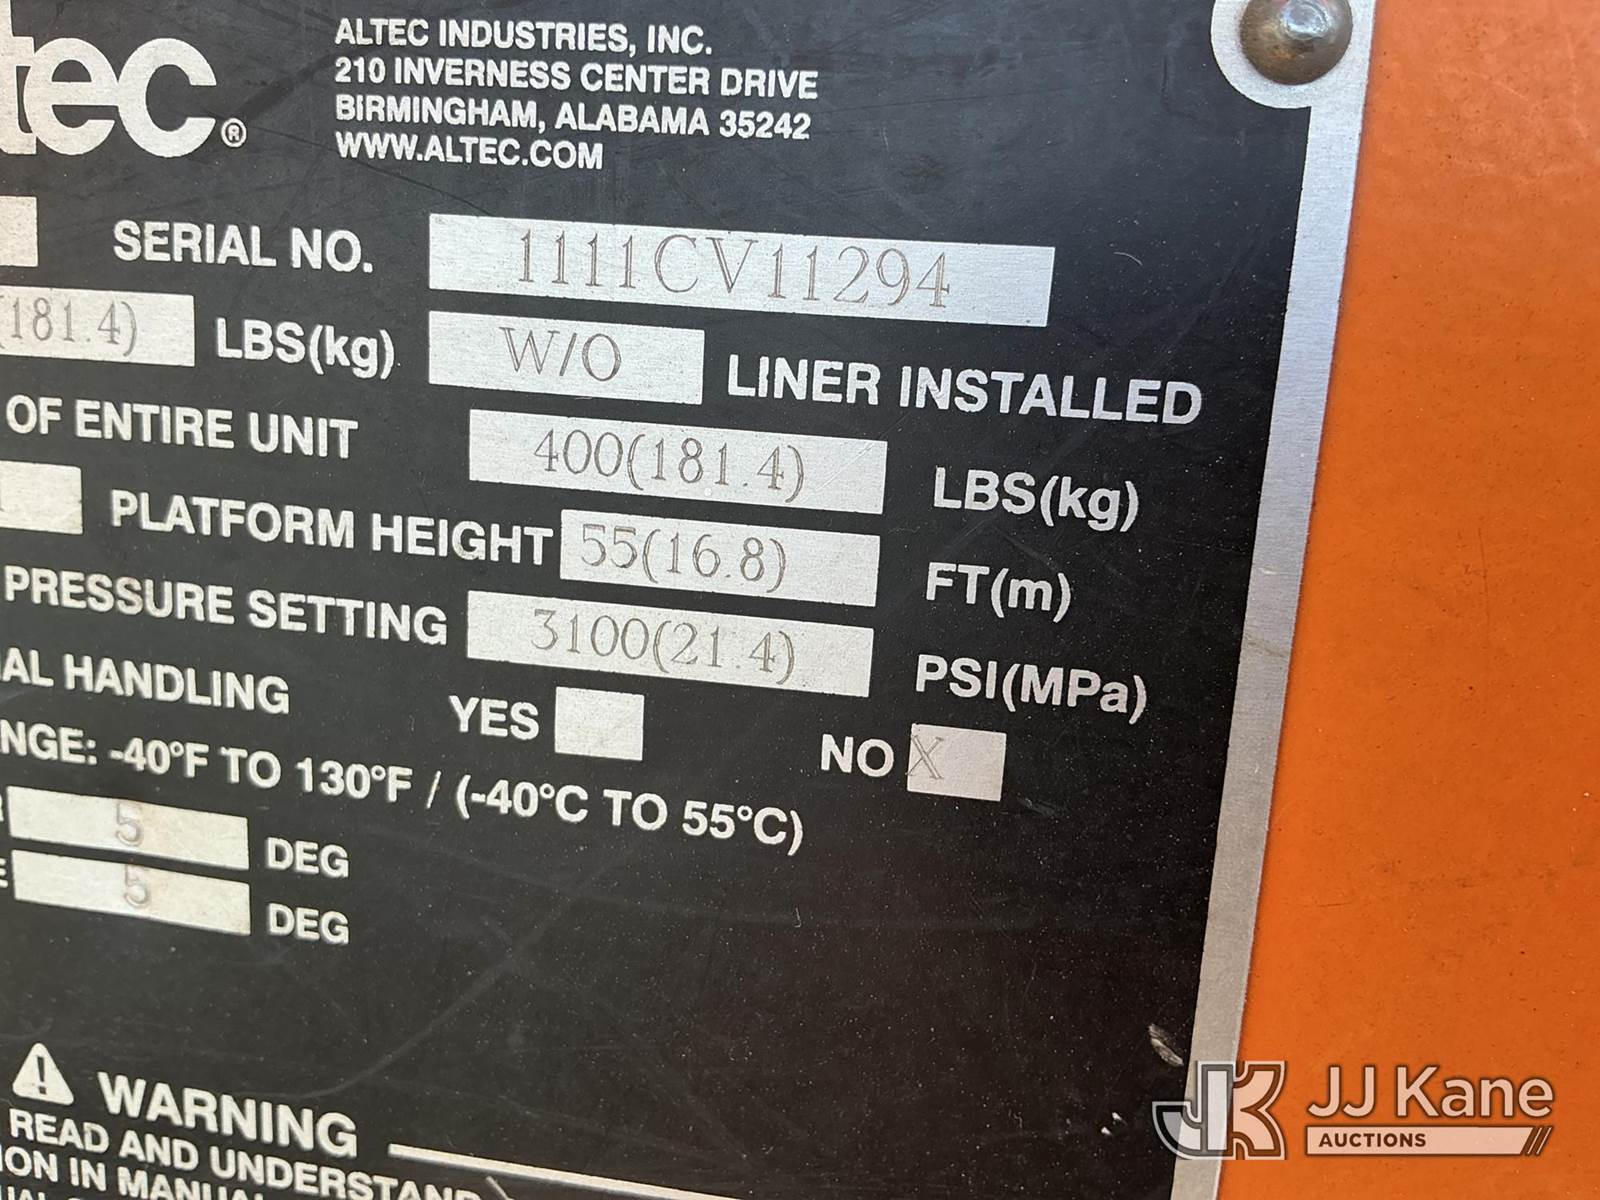 tec®
ALTEC INDUSTRIES, INC.
210 INVERNESS CENTER DRIVE
BIRMINGHAM, ALABAMA 35242
WWW.ALTEC.COM
SERIAL NO. 1111CV11294
(181.4) LBS(kg) W/O LINER INSTALLED
OF ENTIRE UNIT 400(181.4) LBS(kg)
PLATFORM HEIGHT 55(16.8) FT(m)
PRESSURE SETTING 3100(21.4) PSI(MPa)
AL HANDLING YES NO X
NGE: -40°F TO 130°F / (-40°C TO 55°C)
5 DEG
5 DEG
WARNING
READ AND UNDERSTAND
ION IN MANUAL
JJ Kane
AUCTIONS